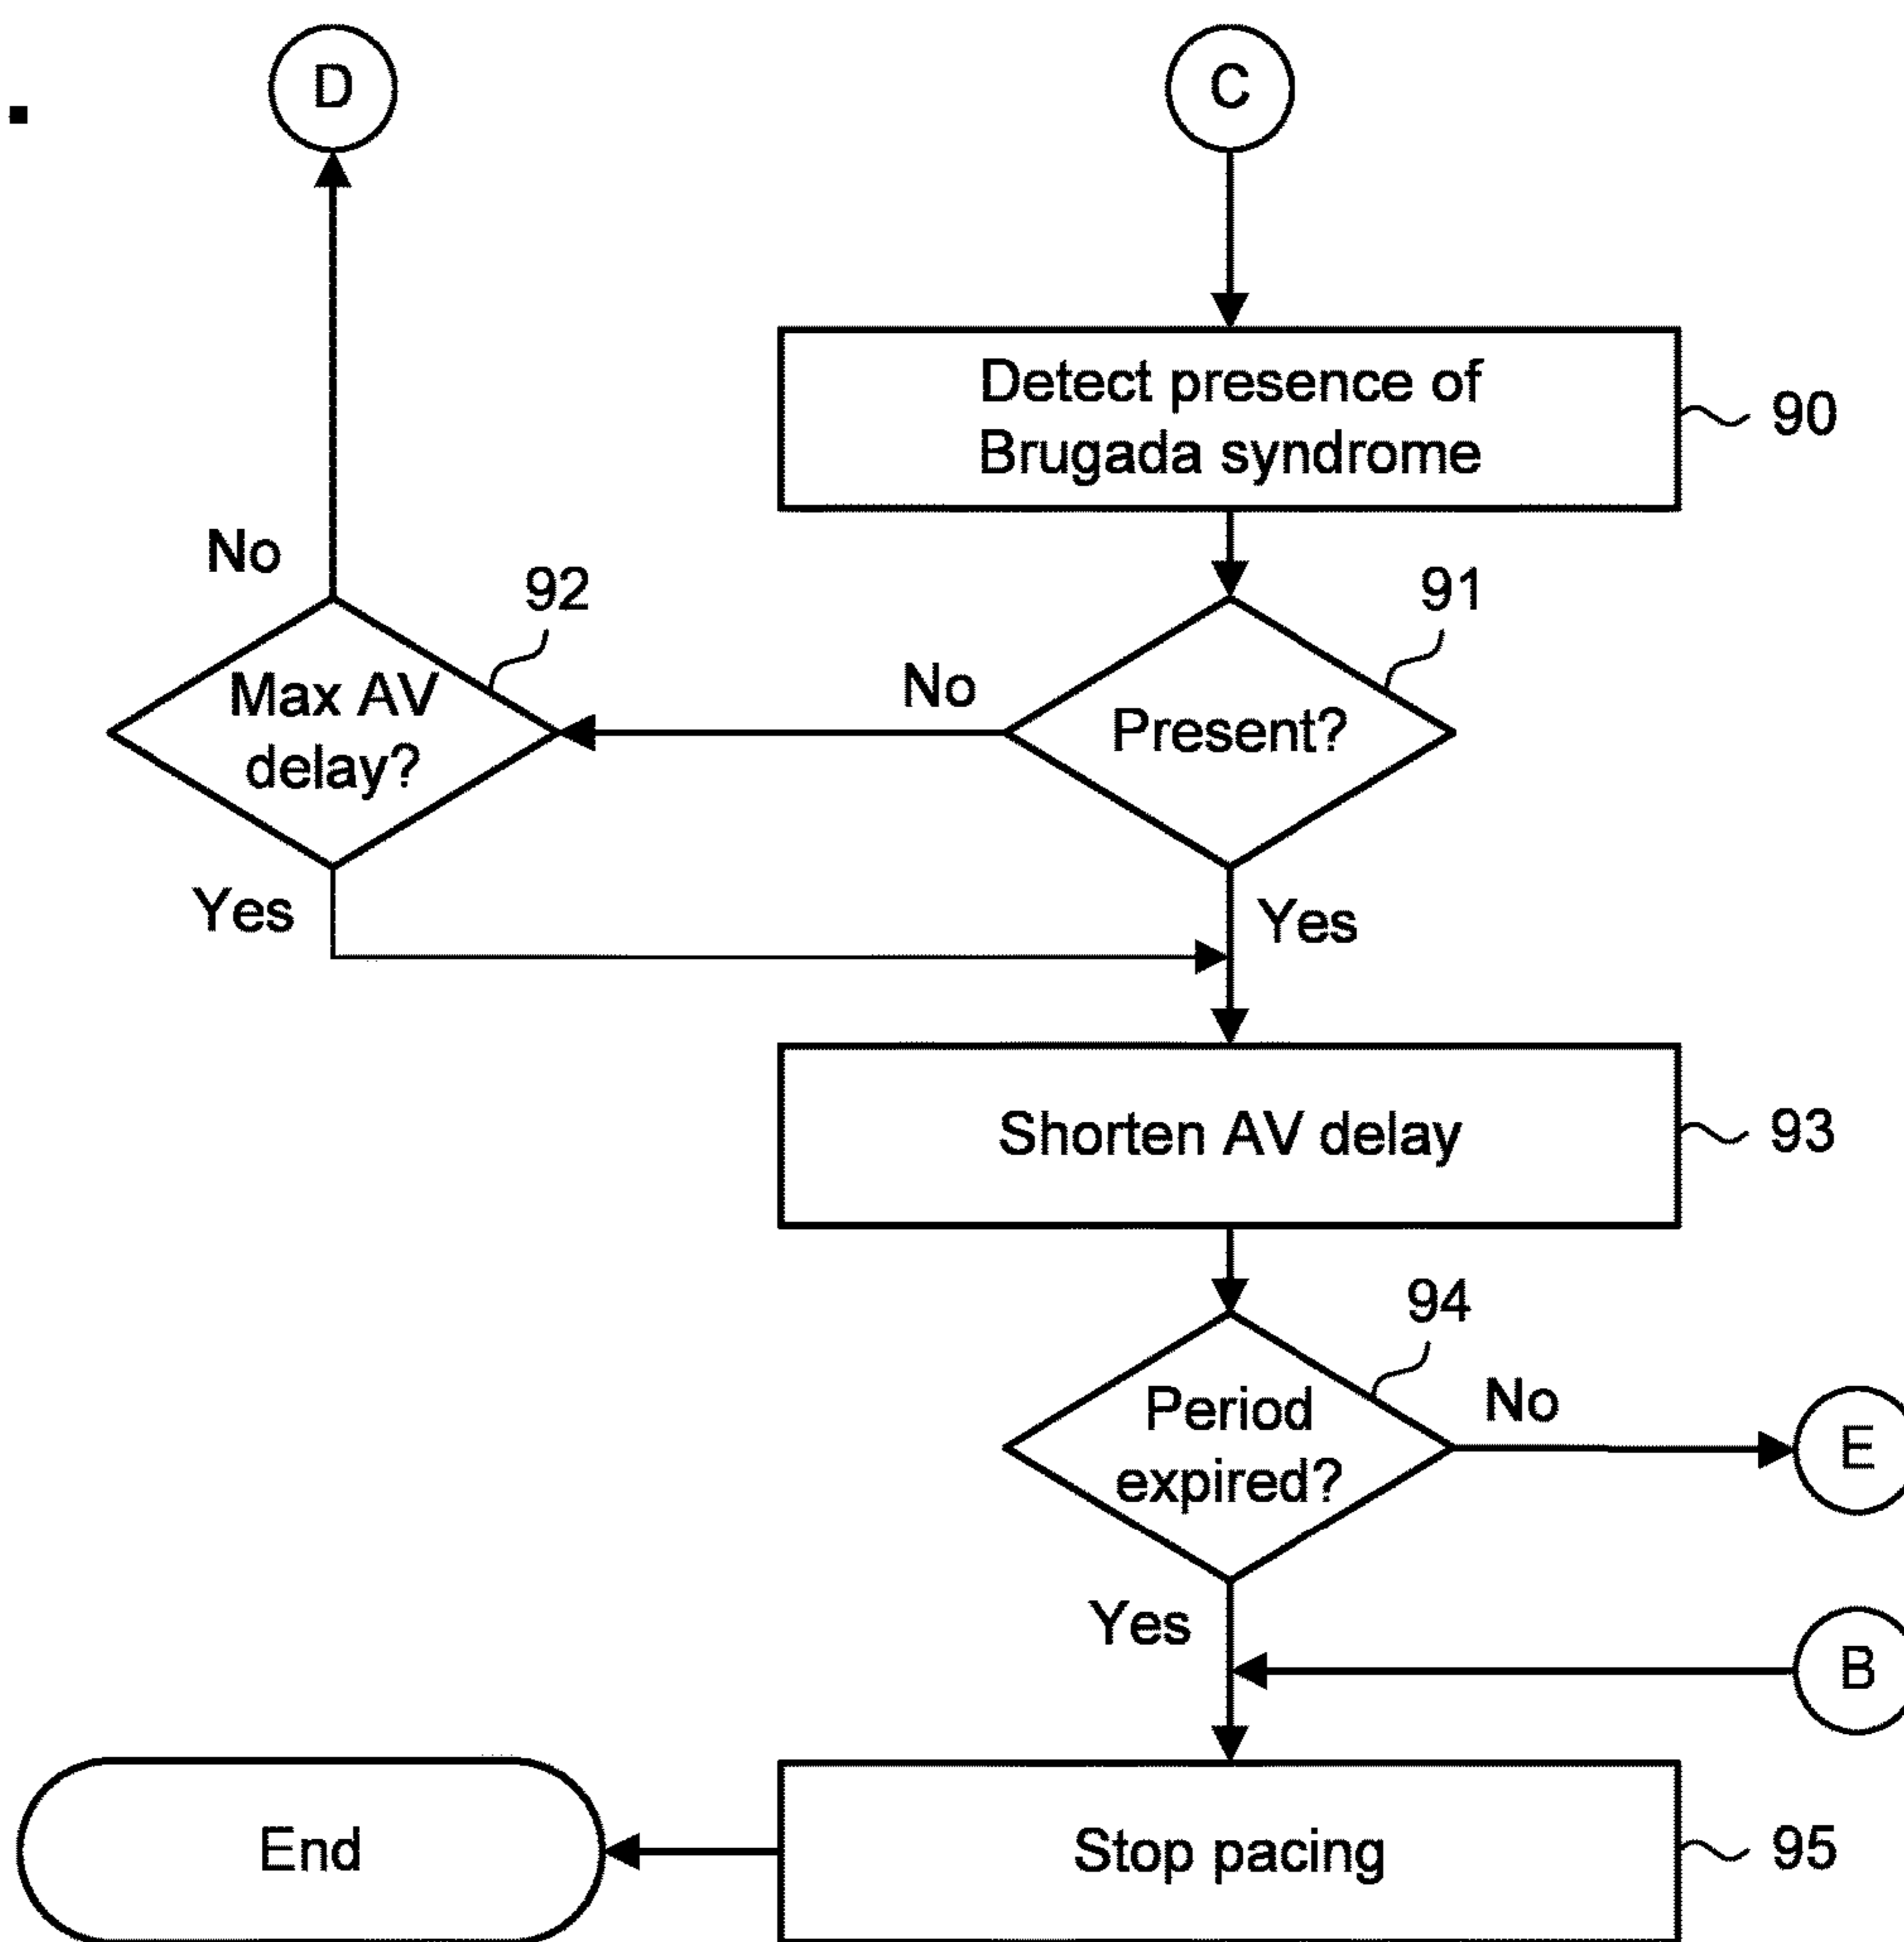 D
C
Detect presence of
Brugada syndrome
90
No
92
91
Max AV
delay?
No
Present?
Yes
Yes
Shorten AV delay
93
94
Period
expired?
No
E
Yes
B
End
Stop pacing
95